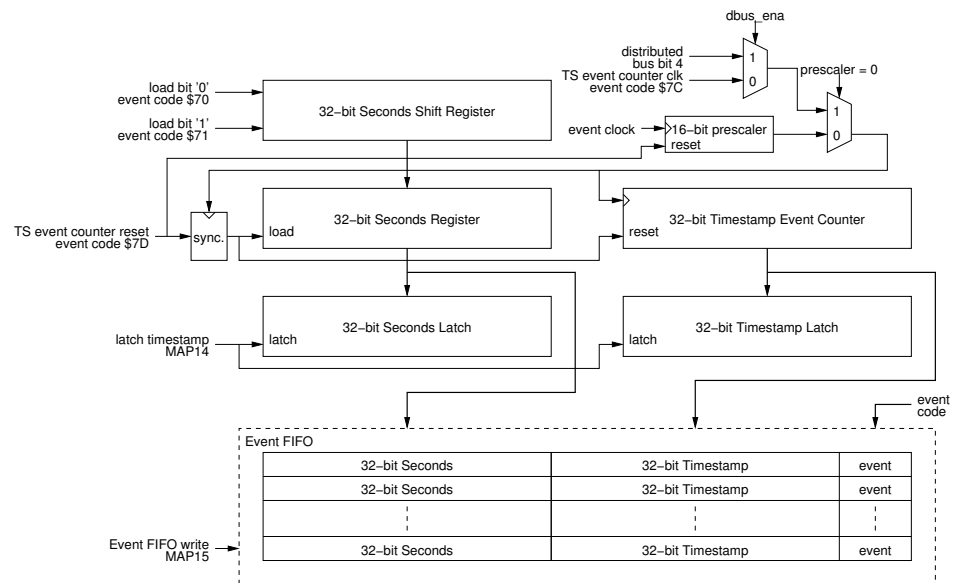 dbus_ena
distributed
bus bit 4
TS event counter clk
event code $7C
1
0
prescaler = 0
1
0
load bit '0'
event code $70
load bit '1'
event code $71
32-bit Seconds Shift Register
event clock
16-bit prescaler
reset
TS event counter reset
event code $7D
sync.
32-bit Seconds Register
load
32-bit Timestamp Event Counter
reset
latch timestamp
MAP14
32-bit Seconds Latch
latch
32-bit Timestamp Latch
latch
event
code
Event FIFO
32-bit Seconds 32-bit Timestamp event
32-bit Seconds 32-bit Timestamp event
Event FIFO write
MAP15
32-bit Seconds 32-bit Timestamp event